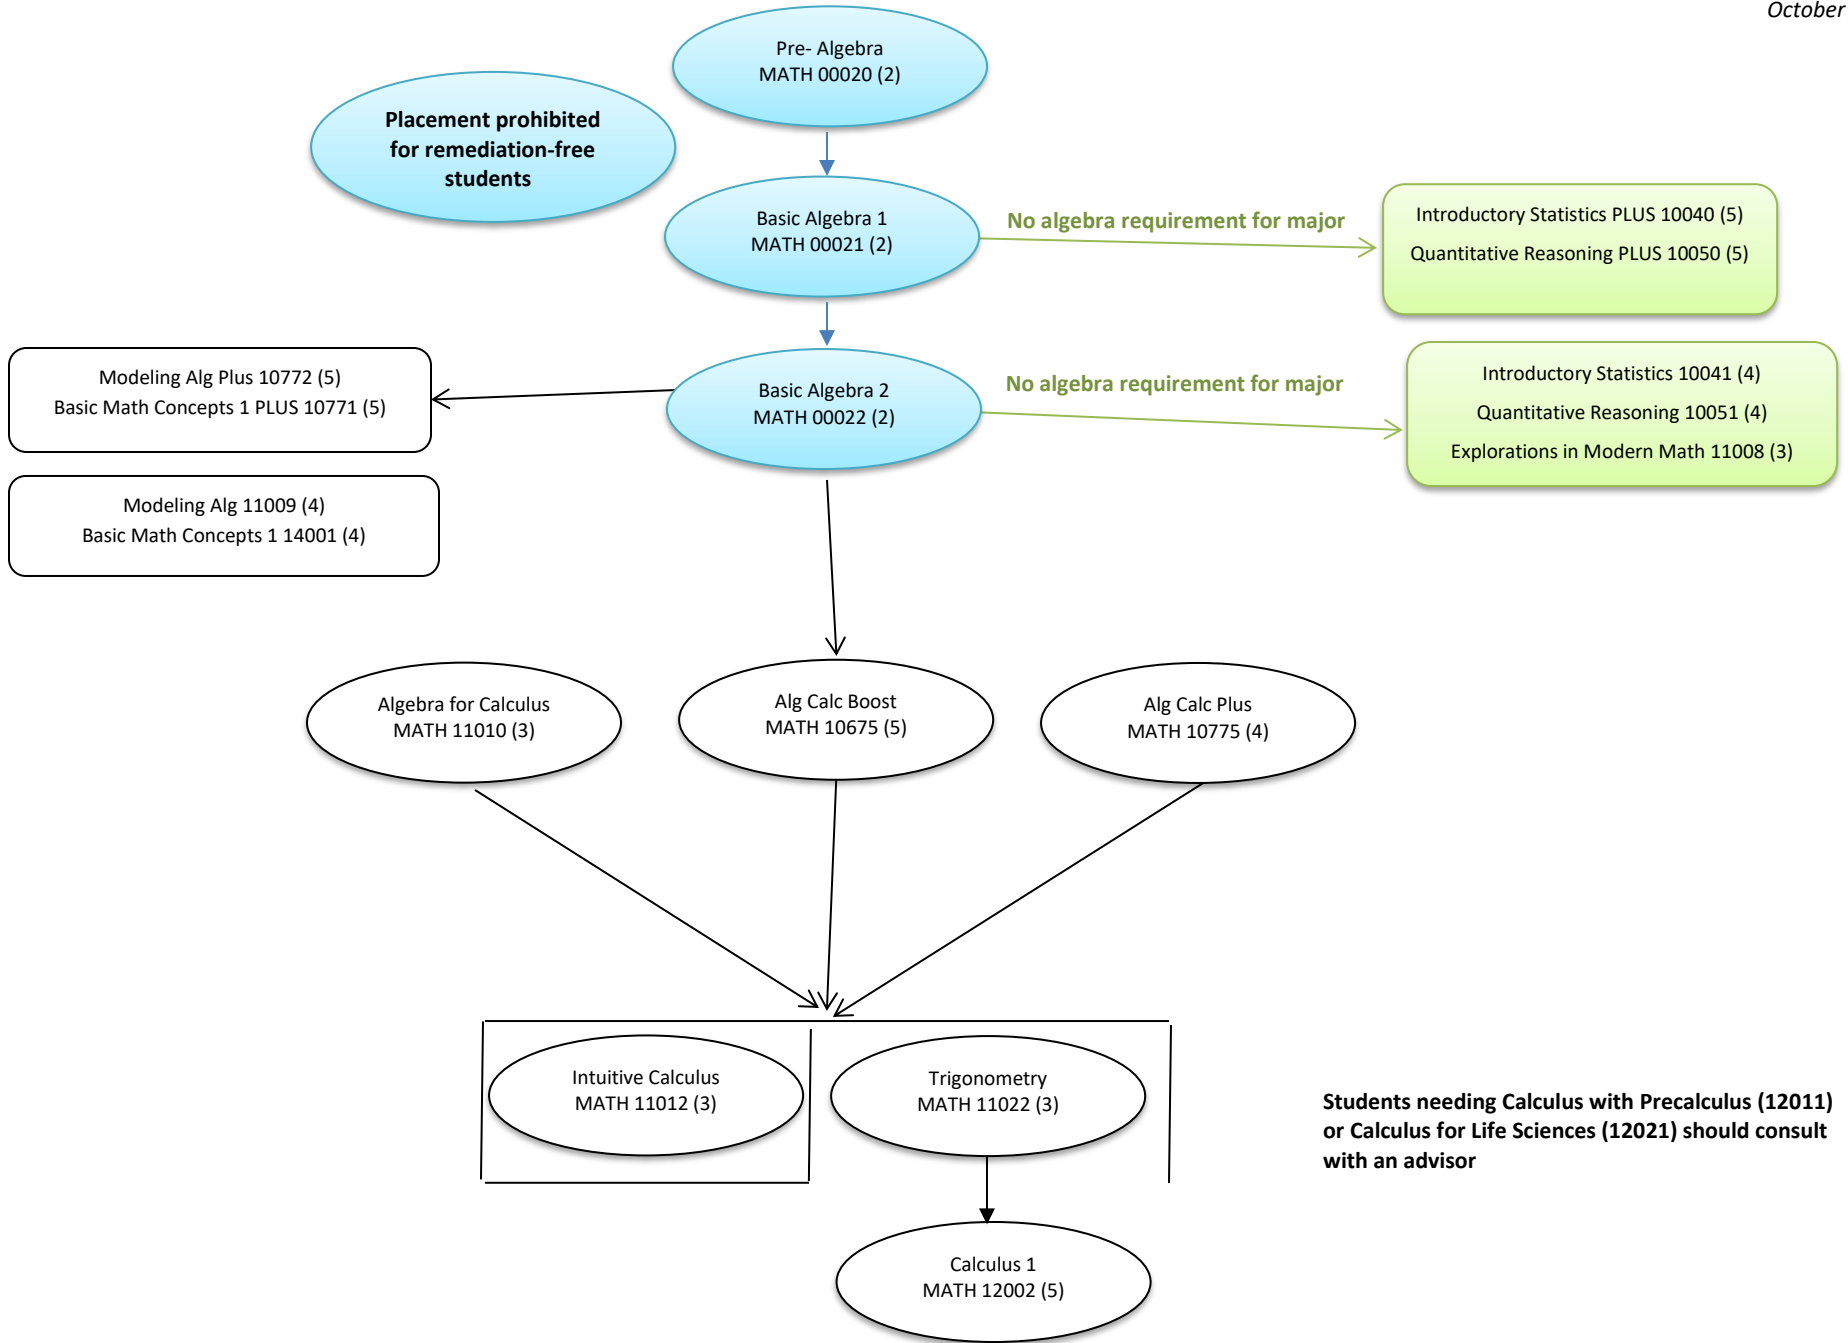 October
Pre- Algebra
MATH 00020 (2)
Placement prohibited
for remediation-free
students
Basic Algebra 1
MATH 00021 (2)
No algebra requirement for major
Introductory Statistics PLUS 10040 (5)
Quantitative Reasoning PLUS 10050 (5)
Modeling Alg Plus 10772 (5)
Basic Math Concepts 1 PLUS 10771 (5)
Basic Algebra 2
MATH 00022 (2)
No algebra requirement for major
Introductory Statistics 10041 (4)
Quantitative Reasoning 10051 (4)
Explorations in Modern Math 11008 (3)
Modeling Alg 11009 (4)
Basic Math Concepts 1 14001 (4)
Algebra for Calculus
MATH 11010 (3)
Alg Calc Boost
MATH 10675 (5)
Alg Calc Plus
MATH 10775 (4)
Intuitive Calculus
MATH 11012 (3)
Trigonometry
MATH 11022 (3)
Students needing Calculus with Precalculus (12011)
or Calculus for Life Sciences (12021) should consult
with an advisor
Calculus 1
MATH 12002 (5)